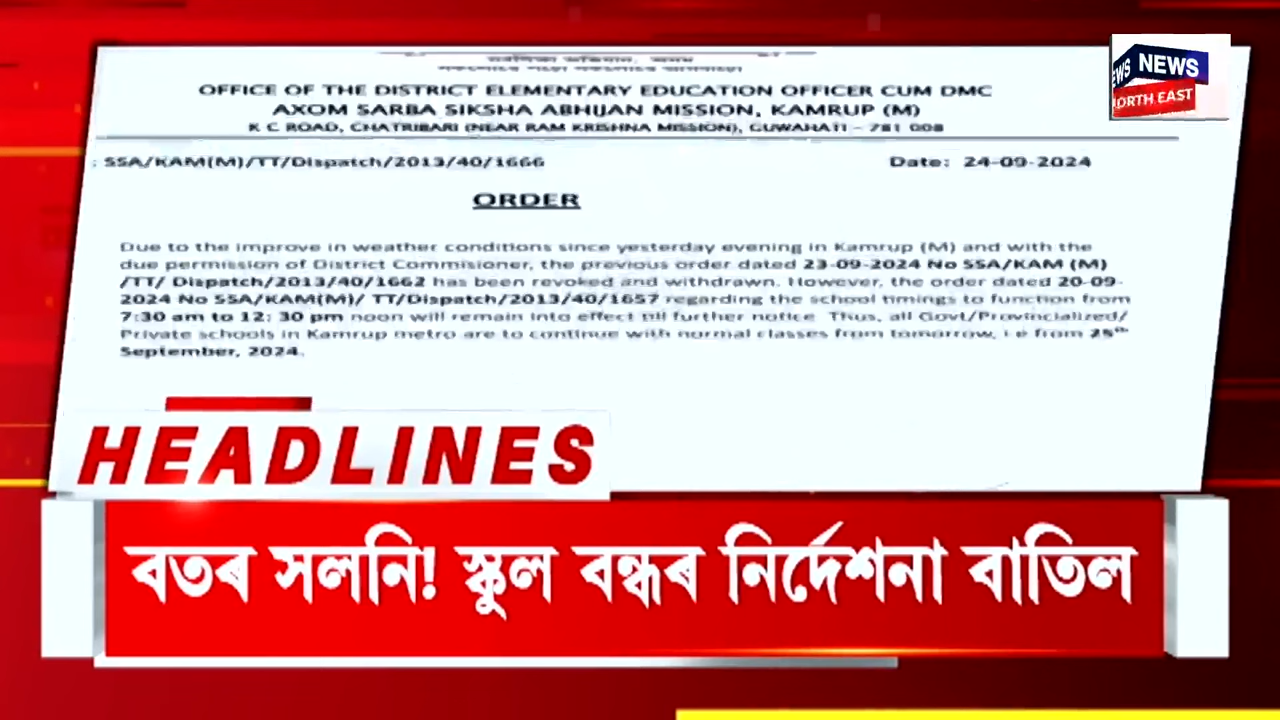 OFFICE OF THE DISTRICT ELEMENTARY EDUCATION OFFICER CUM DMC
AXOM SARBA SIKSHA ABHIJAN MISSION, KAMRUP (M)
K C ROAD, CHATRIBARI (NEAR RAM KRISHNA MISSION), GUWAHATI – 781 008
: SSA/KAM(M)/TT/Dispatch/2013/40/1666 Date: 24-09-2024
ORDER
Due to the improve in weather conditions since yesterday evening in Kamrup (M) and with the
due permission of District Commisioner, the previous order dated 23-09-2024 No SSA/KAM (M)
/TT/ Dispatch/2013/40/1662 has been revoked and withdrawn. However, the order dated 20-09-
2024 No SSA/KAM(M)/ TT/Dispatch/2013/40/1657 regarding the school timings to function from
7:30 am to 12: 30 pm noon will remain into effect till further notice. Thus, all Govt/Provincialized/
Private schools in Kamrup metro are to continue with normal classes from tomorrow, i e from 25th
September, 2024.
NEWS
NORTH EAST
HEADLINES
বতৰ সলনি! স্কুল বন্ধৰ নিৰ্দেশনা বাতিল